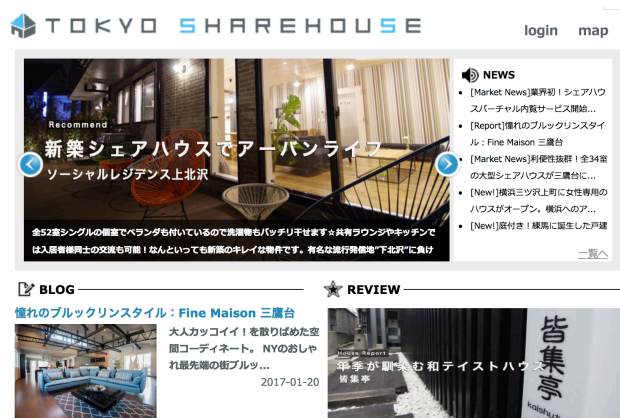 TOKYO SHAREHOUSE
login map
Recommend
新築シェアハウスでアーバンライフ
ソーシャルレジデンス上北沢
全52室シングルの個室でベランダも付いているので洗濯物もバッチリ干せます☆共有ラウンジやキッチンで
は入居者様同士の交流も可能！なんといっても新築のキレイな物件です。有名な流行発信地"下北沢"に負け
NEWS
[Market News]業界初！シェアハウ
スバーチャル内覧サービス開始...
[Report]憧れのブルックリンスタイ
ル：Fine Maison 三鷹台
[Market News]利便性抜群！全34室
の大型シェアハウスが三鷹台に...
[New!]横浜三ツ沢上町に女性専用の
ハウスがオープン。横浜へのア...
[New!]庭付き！練馬に誕生した戸建
一覧へ
BLOG
憧れのブルックリンスタイル：Fine Maison 三鷹台
大人カッコイイ！を散りばめた空
間コーディネート。 NYのおしゃ
れ最先端の街ブルッ...
2017-01-20
REVIEW
House Report
年季が馴染む和テイストハウス
皆集亭
皆集亭
kaishu